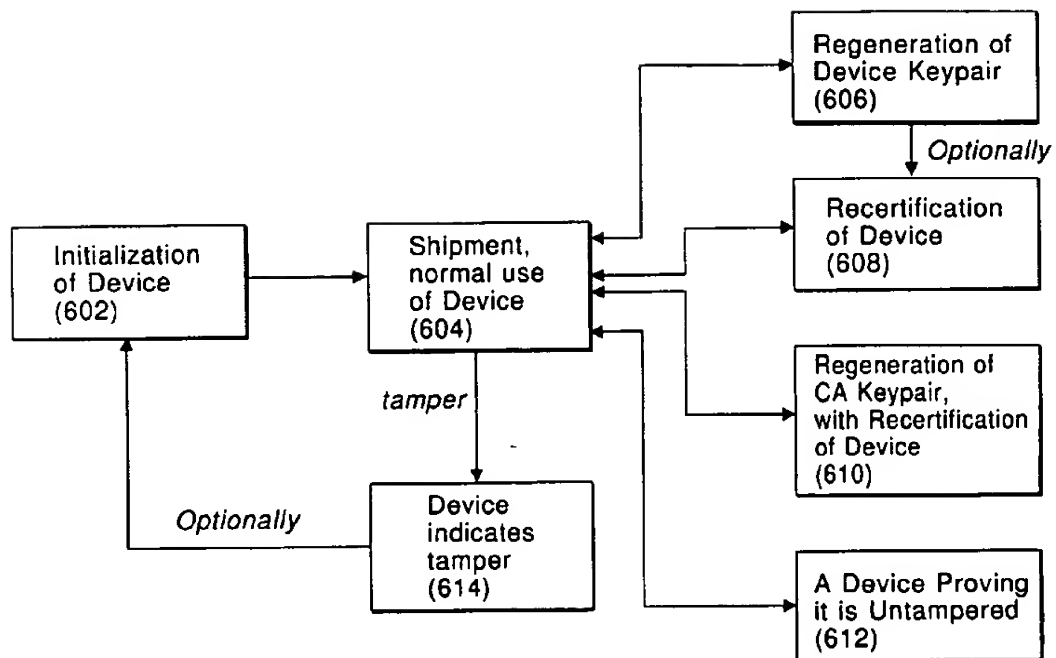 Regeneration of
Device Keypair
(606)
Optionally
Recertification
of Device
(608)
Initialization
of Device
(602)
Shipment,
normal use
of Device
(604)
Regeneration of
CA Keypair,
with Recertification
of Device
(610)
tamper
Optionally
Device
indicates
tamper
(614)
A Device Proving
it is Untampered
(612)